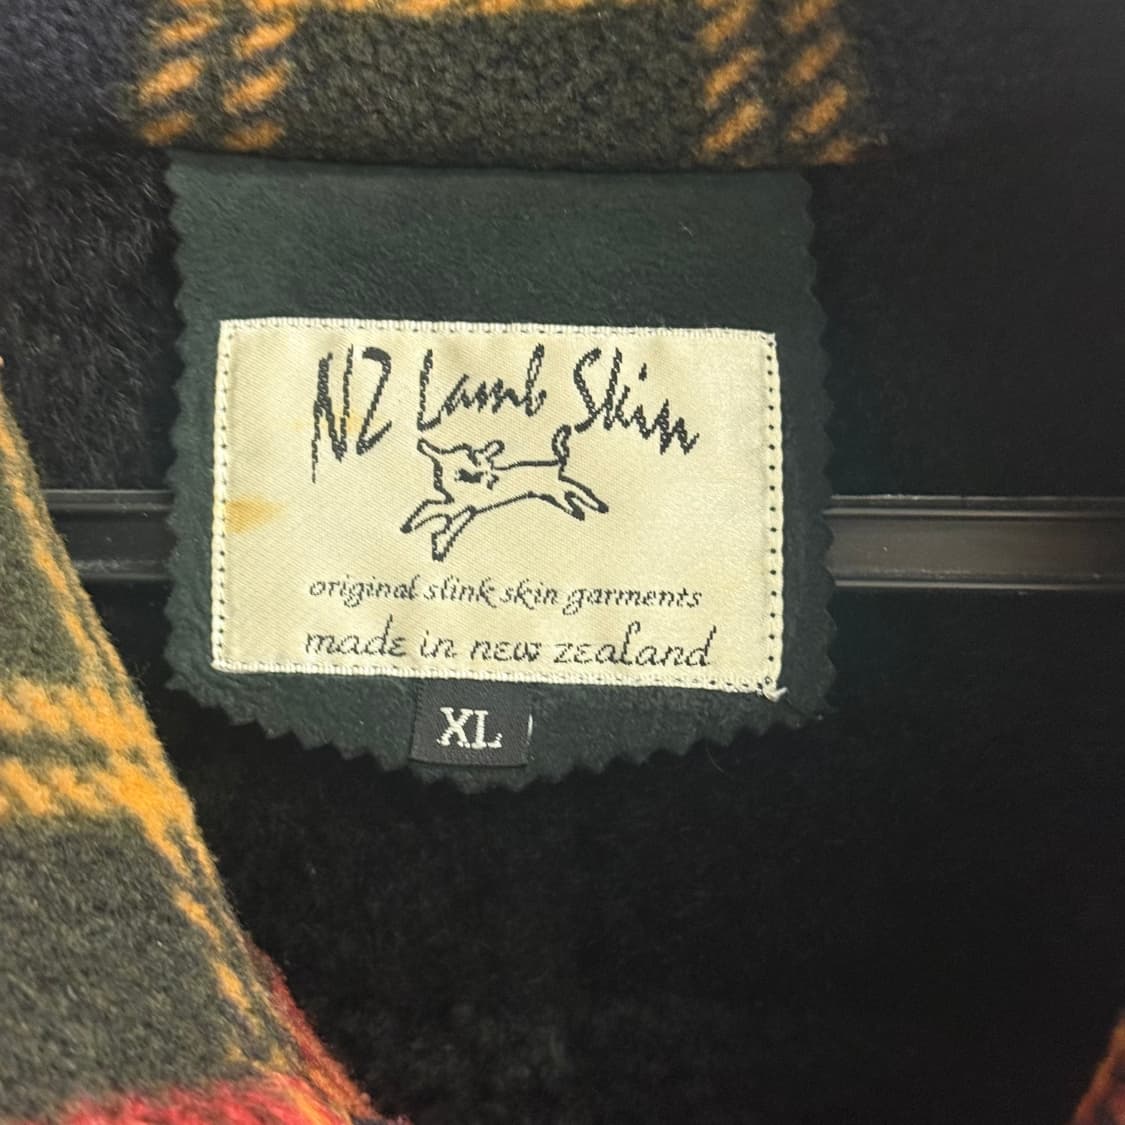 NZ Lamb Skin
original slink skin garments
made in new zealand
XL